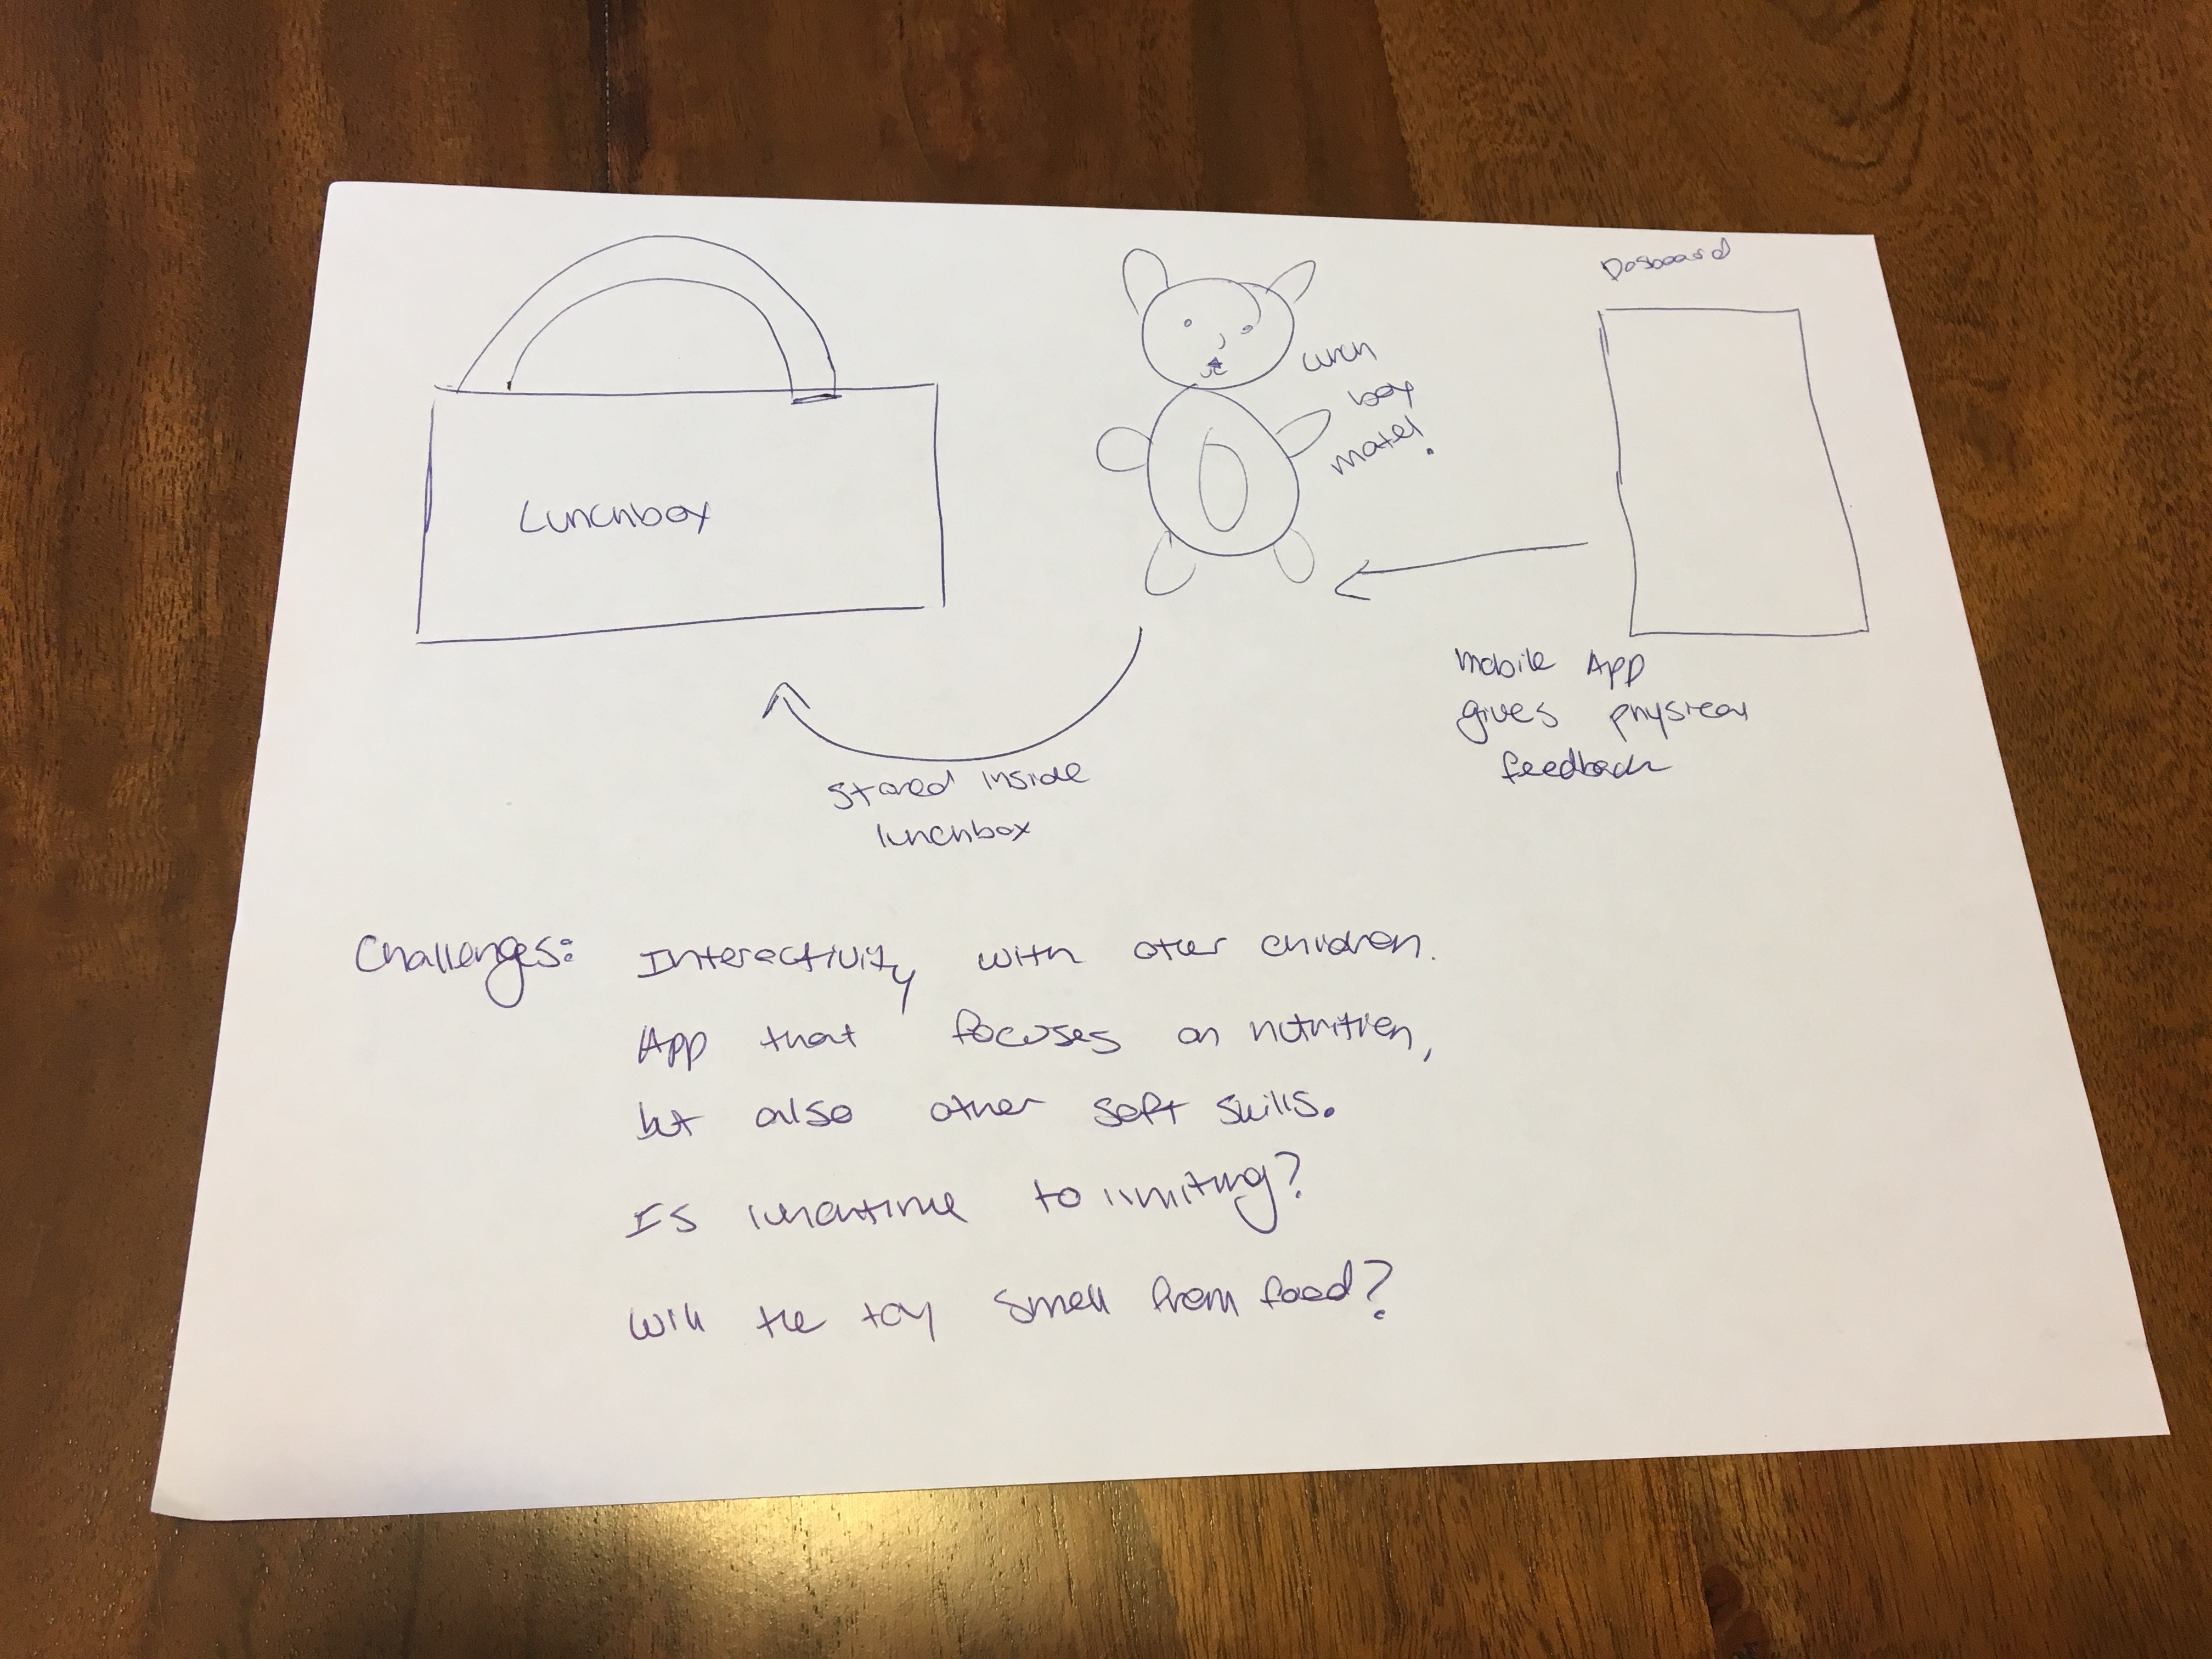 Dasboard
Lunch
box
mate!
Lunchbox
Mobile App
gives physical
feedback
Stored inside
lunchbox
Challenges: Interactivity with other children.
App that focuses on nutrition,
but also other soft skills.
Is lunchtime to limiting?
Will the toy smell from food?